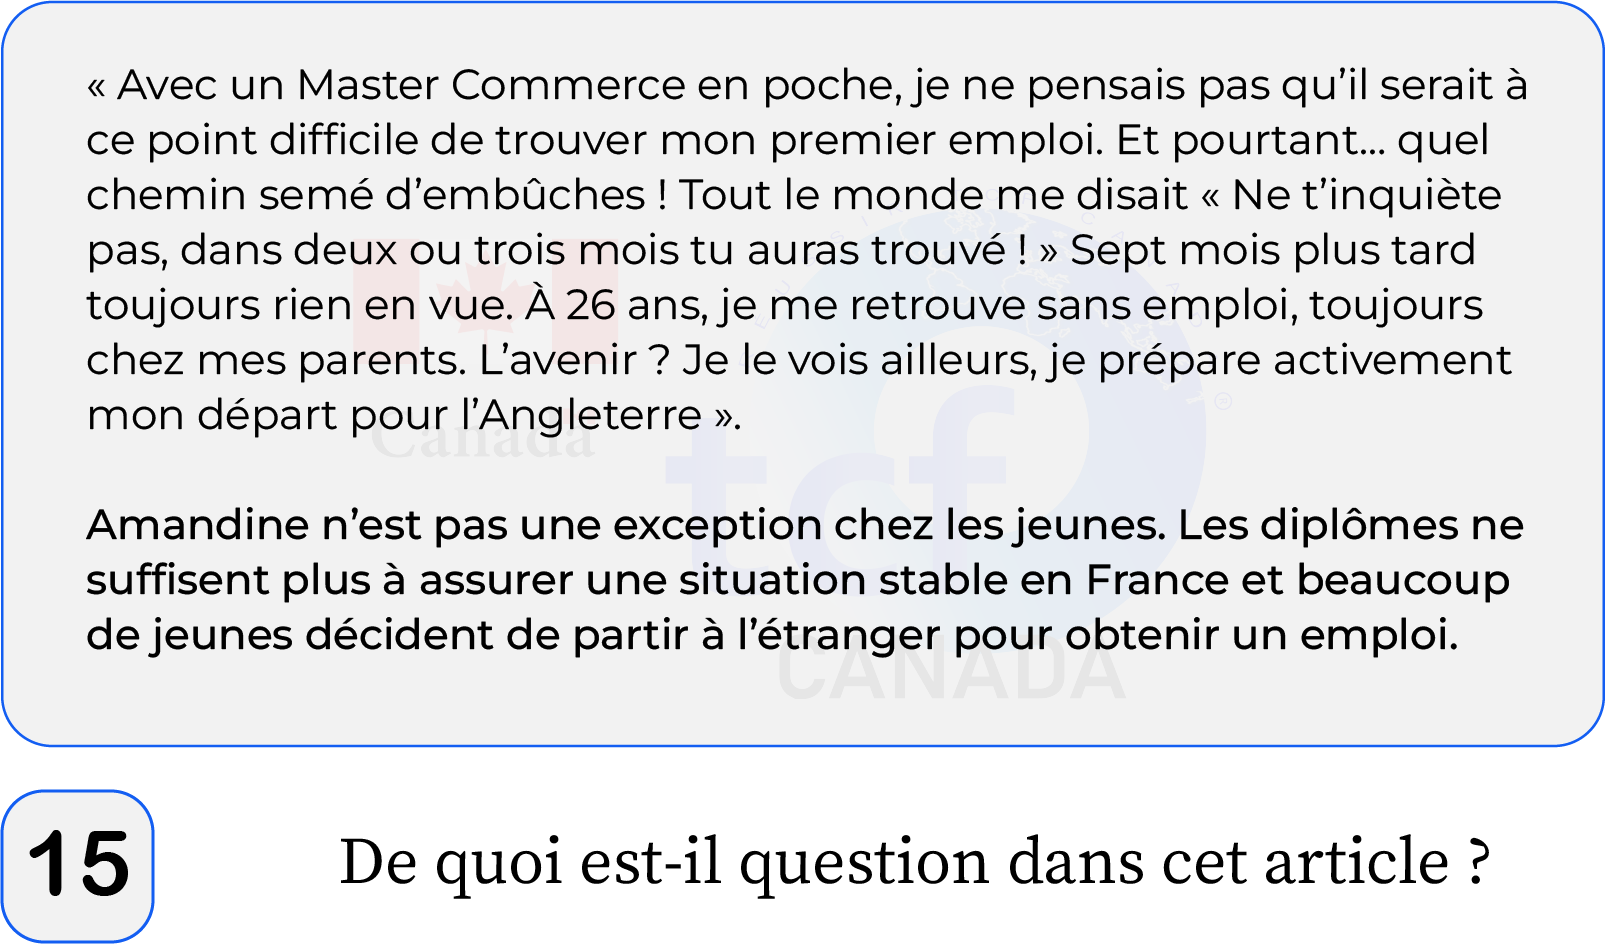 « Avec un Master Commerce en poche, je ne pensais pas qu’il serait à
ce point difficile de trouver mon premier emploi. Et pourtant... quel
chemin semé d’embûches ! Tout le monde me disait « Ne t’inquiète
pas, dans deux ou trois mois tu auras trouvé ! » Sept mois plus tard
toujours rien en vue. À 26 ans, je me retrouve sans emploi, toujours
chez mes parents. L’avenir ? Je le vois ailleurs, je prépare activement
mon départ pour l’Angleterre ».
Canada
tcf
Amandine n’est pas une exception chez les jeunes. Les diplômes ne
suffisent plus à assurer une situation stable en France et beaucoup
de jeunes décident de partir à l’étranger pour obtenir un emploi.
CANADA
15
De quoi est-il question dans cet article ?